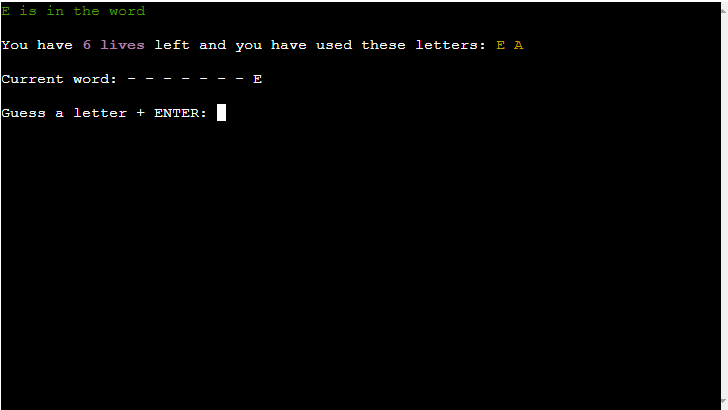 E is in the word
You have 6 lives left and you have used these letters: E A
Current word: - - - - - - - E
Guess a letter + ENTER: